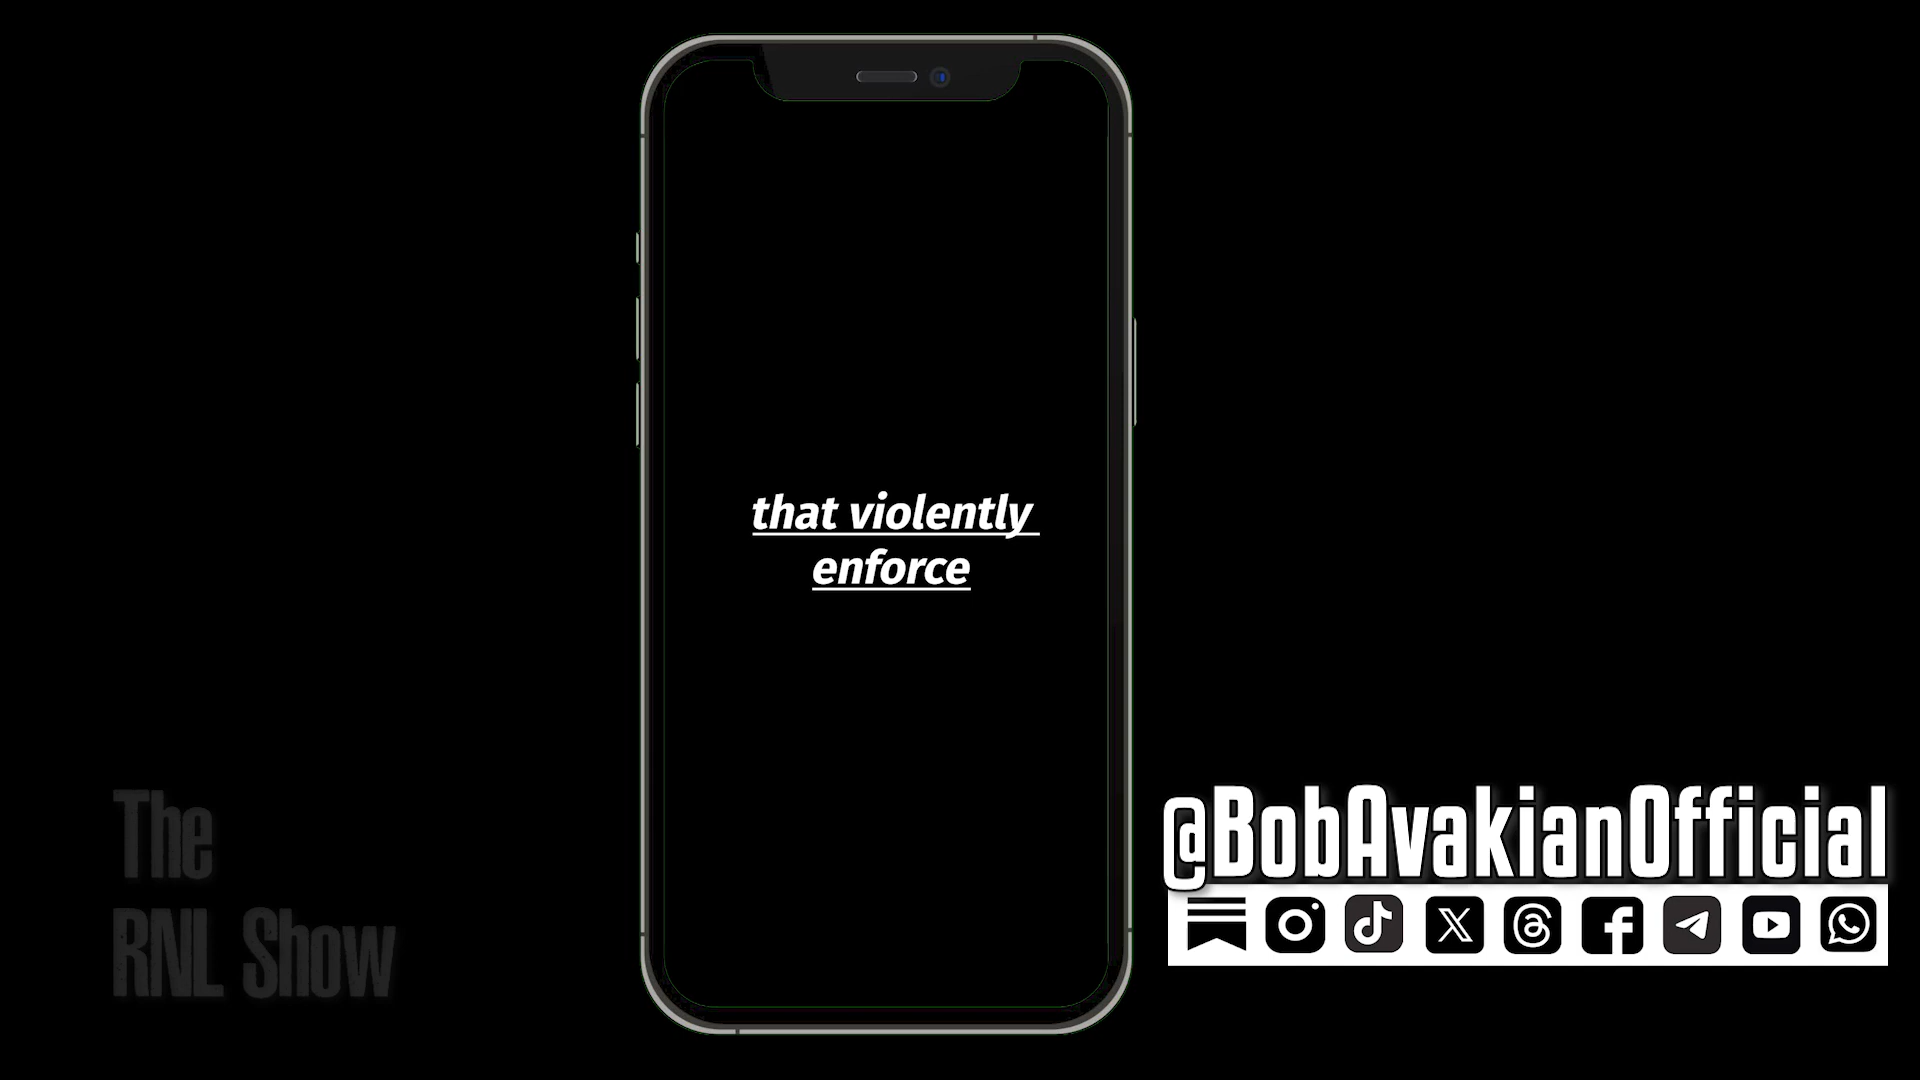 that violently
enforce
The
RNL Show
@BobAvakianOfficial